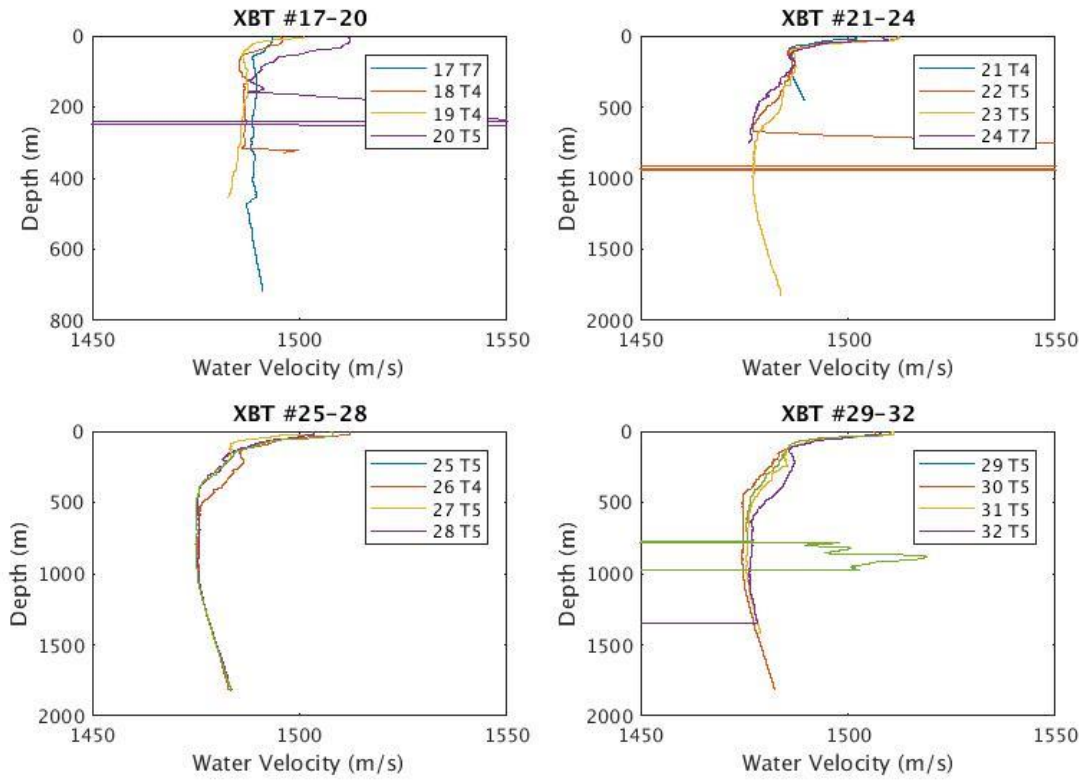 XBT #17-20
0
200
400
600
800
Depth (m)
1450
1500
1550
Water Velocity (m/s)
17 T7
18 T4
19 T4
20 T5
XBT #21-24
0
500
1000
1500
2000
Depth (m)
1450
1500
1550
Water Velocity (m/s)
21 T4
22 T5
23 T5
24 T7
XBT #25-28
0
500
1000
1500
2000
Depth (m)
1450
1500
1550
Water Velocity (m/s)
25 T5
26 T4
27 T5
28 T5
XBT #29-32
0
500
1000
1500
2000
Depth (m)
1450
1500
1550
Water Velocity (m/s)
29 T5
30 T5
31 T5
32 T5